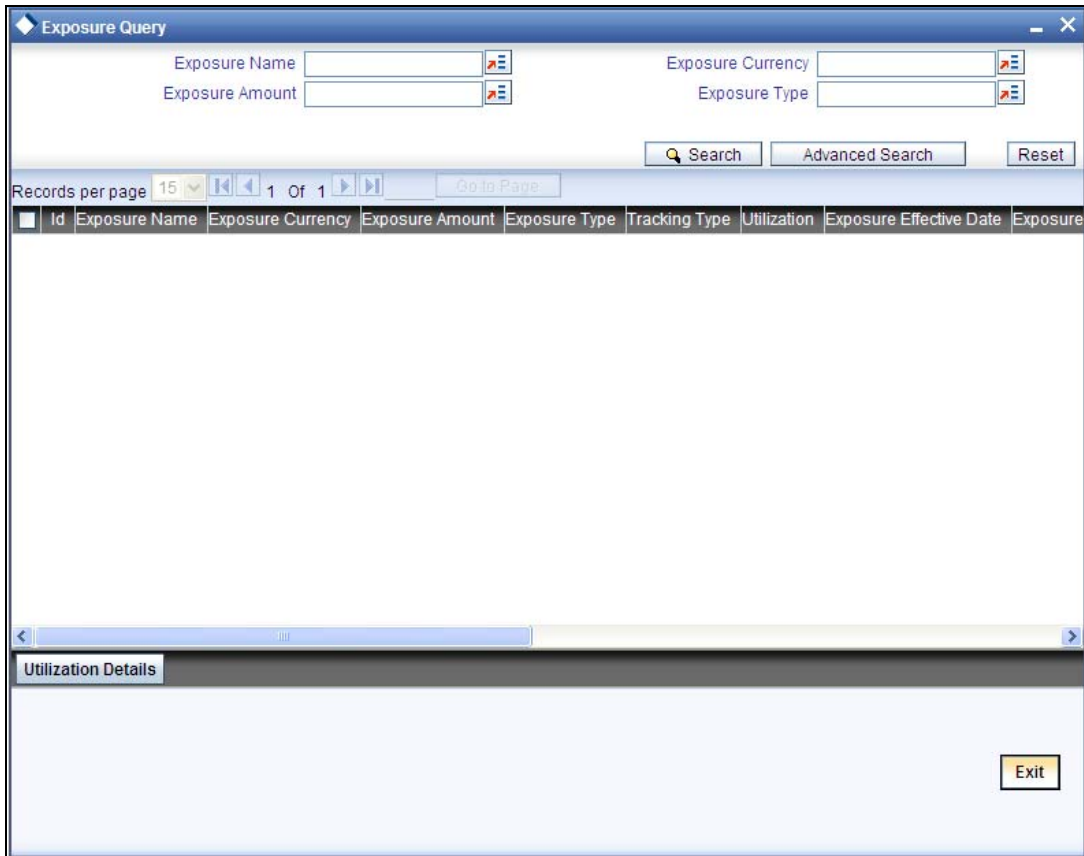 Exposure Query
Exposure Name
Exposure Currency
Exposure Amount
Exposure Type
Search
Advanced Search
Reset
Records per page 15 1 Of 1 Go to Page
Id Exposure Name Exposure Currency Exposure Amount Exposure Type Tracking Type Utilization Exposure Effective Date Exposure
Utilization Details
Exit